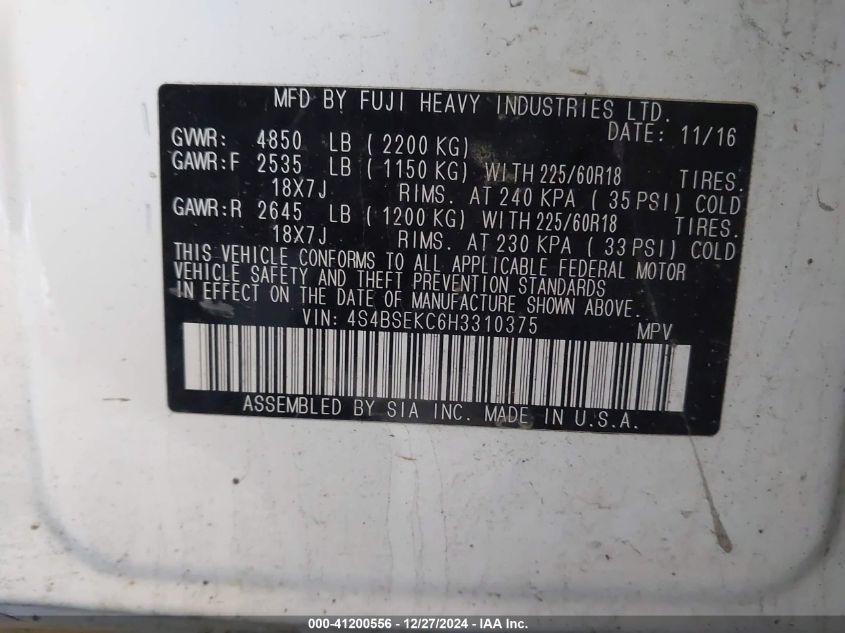 MFD BY FUJI HEAVY INDUSTRIES LTD.
DATE: 11/16
GVWR: 4850 LB ( 2200 KG)
GAWR:F 2535 LB ( 1150 KG) WITH 225/60R18 TIRES.
18X7J RIMS. AT 240 KPA ( 35 PSI) COLD
GAWR:R 2645 LB ( 1200 KG) WITH 225/60R18 TIRES.
18X7J RIMS. AT 230 KPA ( 33 PSI) COLD
THIS VEHICLE CONFORMS TO ALL APPLICABLE FEDERAL MOTOR
VEHICLE SAFETY AND THEFT PREVENTION STANDARDS
IN EFFECT ON THE DATE OF MANUFACTURE SHOWN ABOVE.
VIN: 4S4BSEKC6H3310375 MPV
ASSEMBLED BY SIA INC. MADE IN U.S.A.
000-41200556 - 12/27/2024 - IAA Inc.